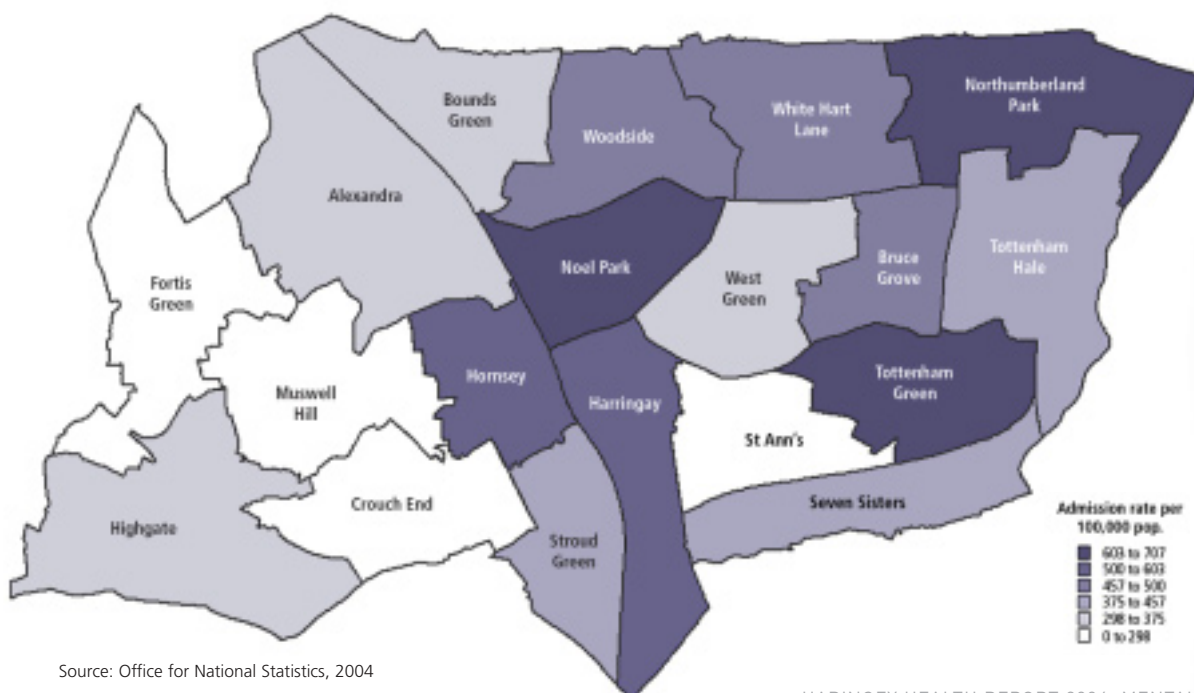 Northumberland
Park
Bounds
Green
White Hart
Lane
Woodside
Alexandra
Tottenham
Hale
Bruce
Grove
Noel Park
West
Green
Fortis
Green
Hornsey
Tottenham
Green
Muswell
Hill
Harringay
St Ann's
Crouch End
Seven Sisters
Highgate
Stroud
Green
Admission rate per
100,000 pop.
603 to 707
500 to 603
457 to 500
375 to 457
298 to 375
0 to 298
Source: Office for National Statistics, 2004